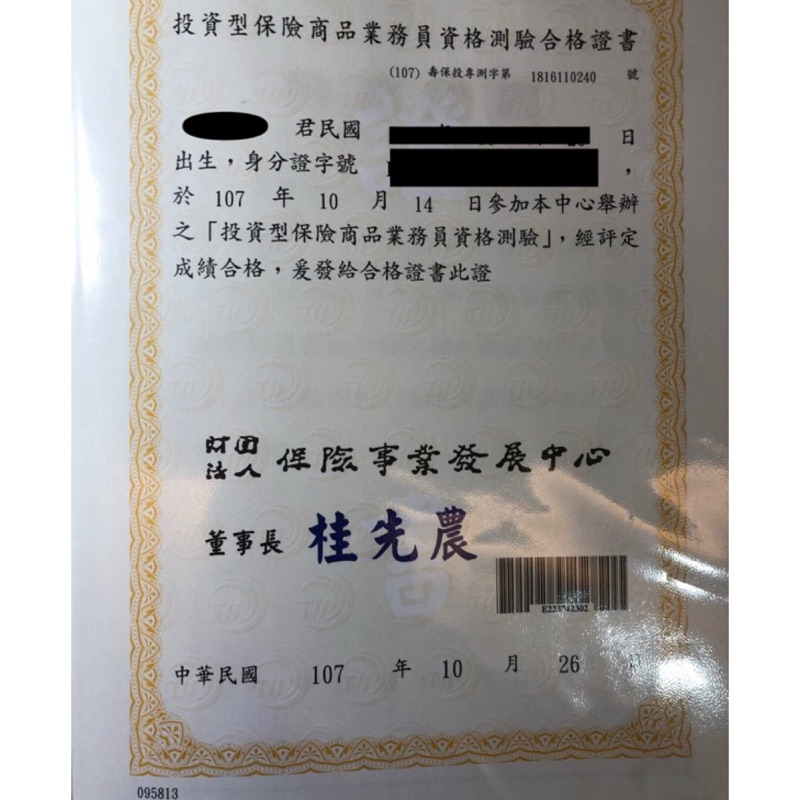 投資型保險商品業務員資格測驗合格證書
(107) 壽保投專測字第 1816110240 號
君民國 日
出生，身分證字號 ，
於 107 年 10 月 14 日參加本中心舉辦
之「投資型保險商品業務員資格測驗」，經評定
成績合格，爰發給合格證書此證
財團法人 保險事業發展中心
董事長 桂先農
中華民國 107 年 10 月 26 日
095813